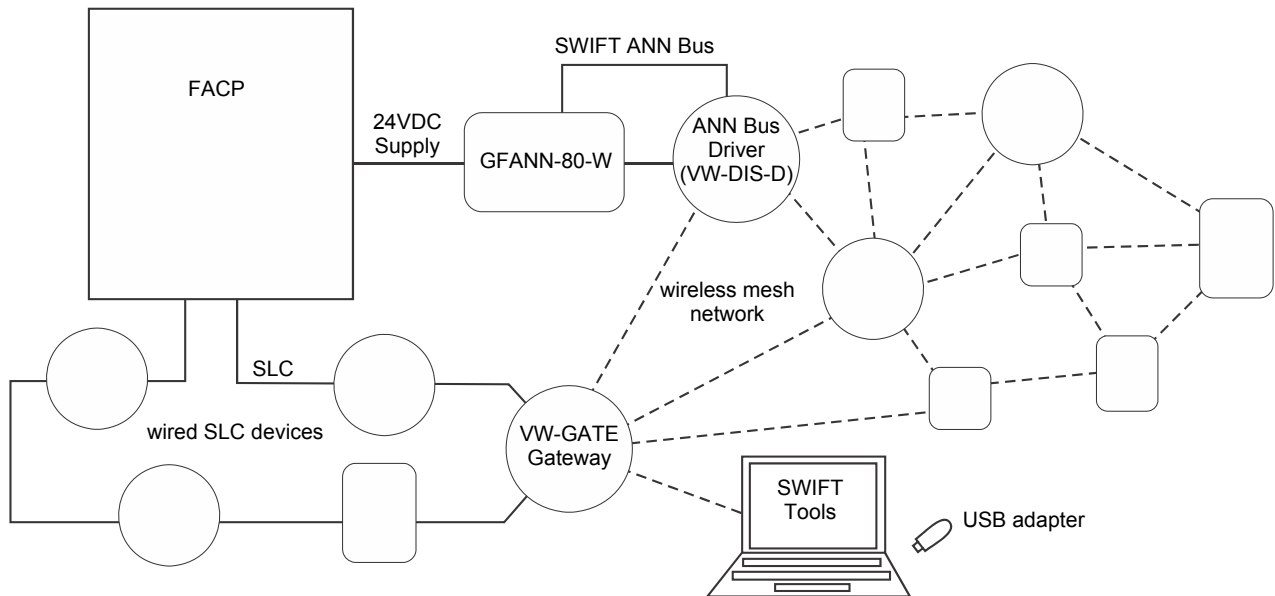 SWIFT ANN Bus
FACP
24VDC
Supply
GFANN-80-W
ANN Bus
Driver
(VW-DIS-D)
wireless mesh
network
SLC
wired SLC devices
VW-GATE
Gateway
SWIFT
Tools
USB adapter